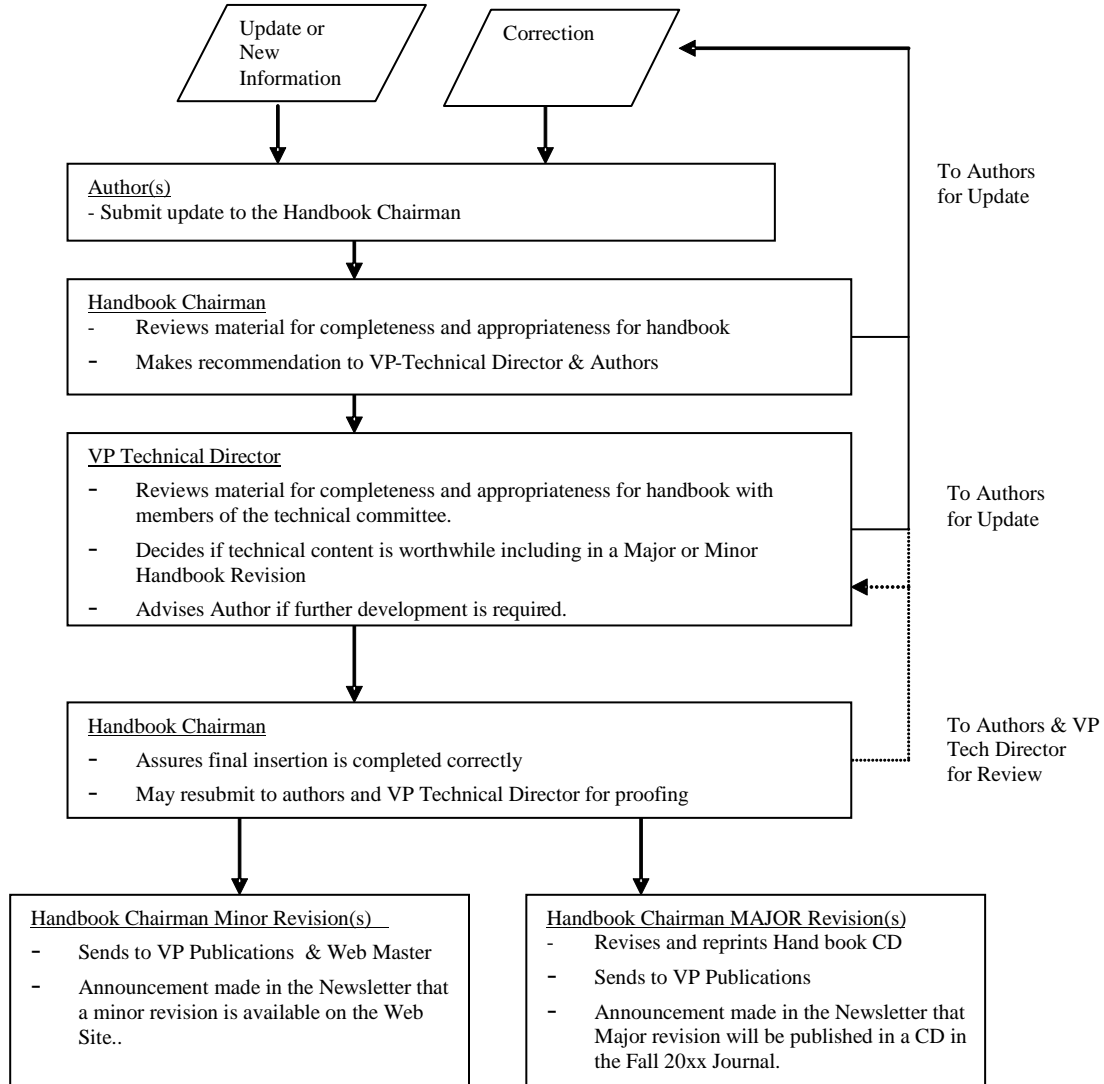 Update or
New
Information
Correction
To Authors
for Update
Author(s)
- Submit update to the Handbook Chairman
Handbook Chairman
- Reviews material for completeness and appropriateness for handbook
- Makes recommendation to VP-Technical Director & Authors
VP Technical Director
- Reviews material for completeness and appropriateness for handbook with
members of the technical committee.
- Decides if technical content is worthwhile including in a Major or Minor
Handbook Revision
- Advises Author if further development is required.
To Authors
for Update
Handbook Chairman
- Assures final insertion is completed correctly
- May resubmit to authors and VP Technical Director for proofing
To Authors & VP
Tech Director
for Review
Handbook Chairman Minor Revision(s)
- Sends to VP Publications & Web Master
- Announcement made in the Newsletter that
a minor revision is available on the Web
Site..
Handbook Chairman MAJOR Revision(s)
- Revises and reprints Hand book CD
- Sends to VP Publications
- Announcement made in the Newsletter that
Major revision will be published in a CD in
the Fall 20xx Journal.